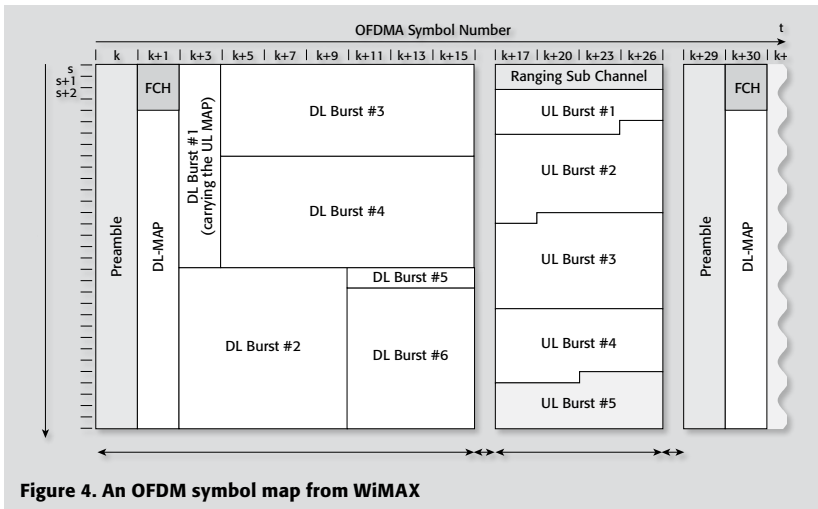 OFDMA Symbol Number
t
k k+1 k+3 k+5 k+7 k+9 k+11 k+13 k+15 k+17 k+20 k+23 k+26 k+29 k+30 k+
s
s+1
s+2
Preamble
FCH
DL-MAP
DL Burst #1
(carrying the UL MAP)
DL Burst #3
DL Burst #4
DL Burst #5
DL Burst #2
DL Burst #6
Ranging Sub Channel
UL Burst #1
UL Burst #2
UL Burst #3
UL Burst #4
UL Burst #5
Preamble
FCH
DL-MAP
Figure 4. An OFDM symbol map from WiMAX